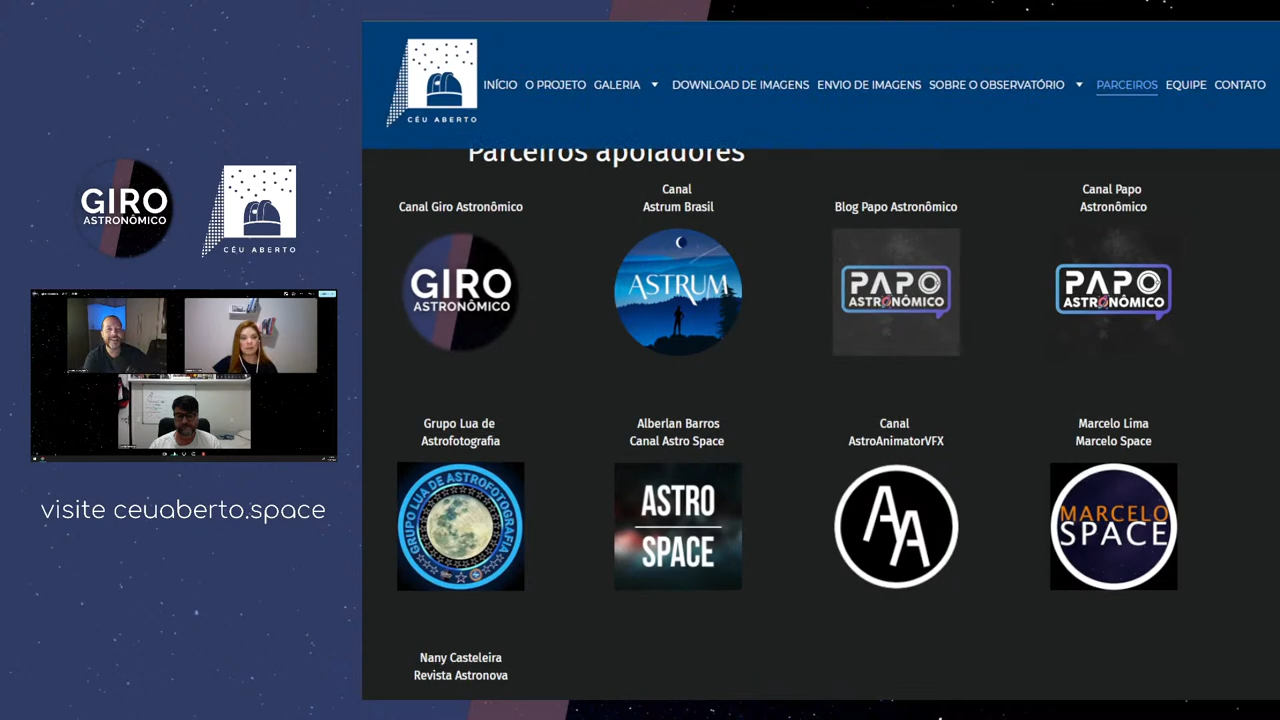 GIRO
ASTRONÔMICO
CÉU ABERTO
visite ceuaberto.space
CÉU ABERTO
INÍCIO O PROJETO GALERIA DOWNLOAD DE IMAGENS ENVIO DE IMAGENS SOBRE O OBSERVATÓRIO PARCEIROS EQUIPE CONTATO
Parceiros apoiadores
Canal Giro Astronômico
Canal
Astrum Brasil
Blog Papo Astronômico
Canal Papo
Astronômico
GIRO
ASTRONÔMICO
ASTRUM
PAPO
ASTRONÔMICO
PAPO
ASTRONÔMICO
Grupo Lua de
Astrofotografia
Alberlan Barros
Canal Astro Space
Canal
AstroAnimatorVFX
Marcelo Lima
Marcelo Space
GRUPO LUA DE ASTROFOTOGRAFIA
ASTRO
SPACE
AA
MARCELO
SPACE
Nany Casteleira
Revista Astronova